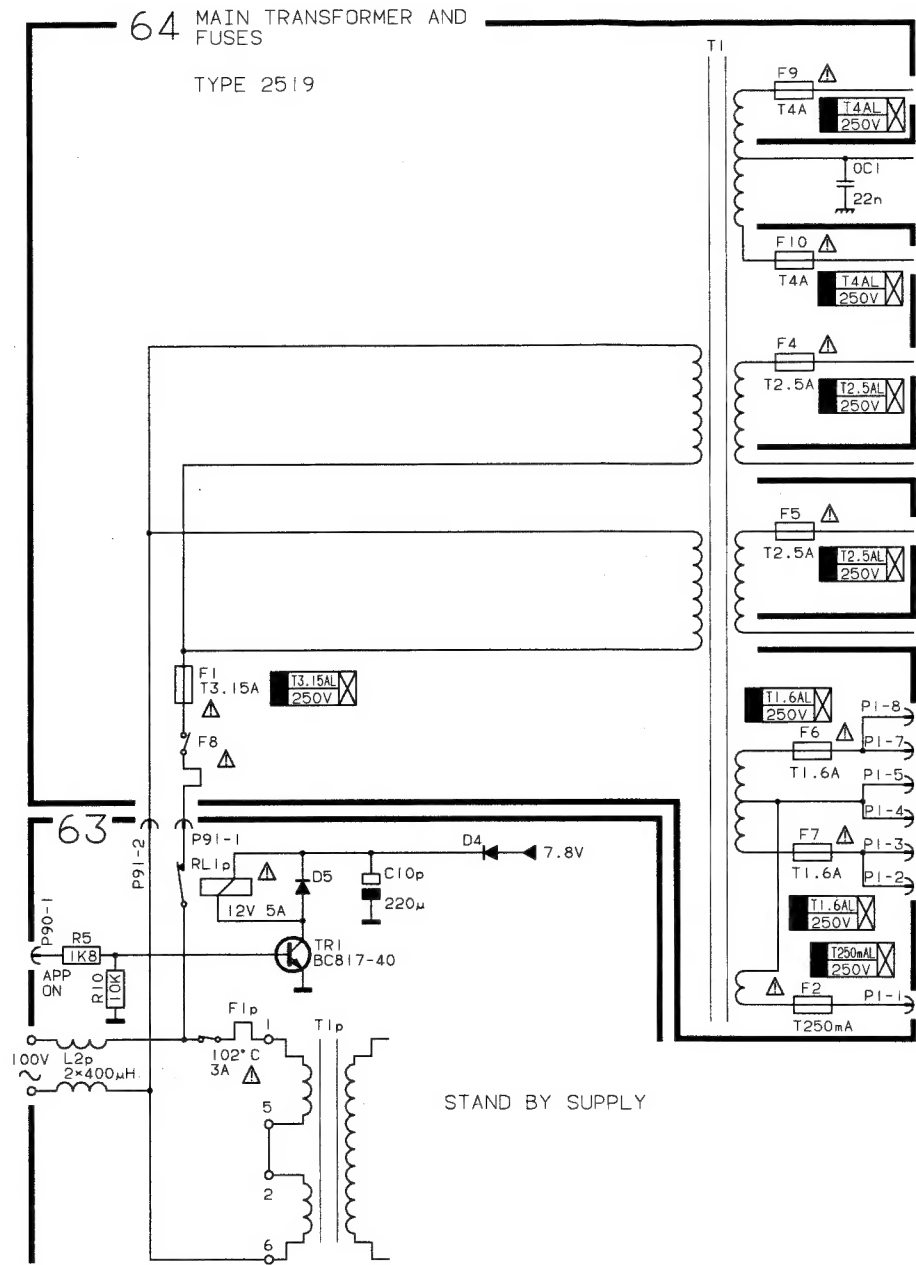 64 MAIN TRANSFORMER AND
FUSES
TYPE 2519
T1
F9
T4A
T4AL
250V
OC1
22n
F10
T4A
T4AL
250V
F4
T2.5A
T2.5AL
250V
F5
T2.5A
T2.5AL
250V
F1
T3.15A
T3.15AL
250V
F8
T1.6AL
250V
F6
T1.6A
P1-8
P1-7
P1-5
P1-4
P1-3
P1-2
F7
T1.6A
T1.6AL
250V
T250mAL
250V
F2
T250mA
P1-1
63
P91-2
P91-1
RL1p
12V 5A
D5
D4
7.8V
C10p
220μ
P90-1
R5
1K8
APP
ON
R10
10K
TR1
BC817-40
F1p
1
T1p
100V
~
L2p
2×400μH
102°C
3A
5
2
6
STAND BY SUPPLY